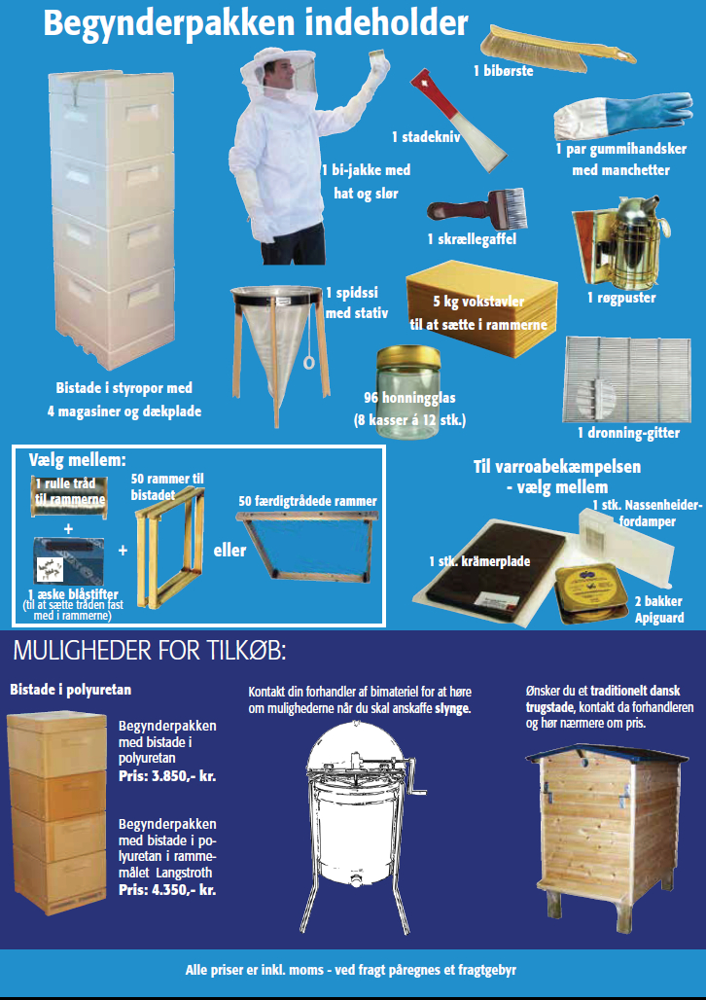 Begynderpakken indeholder
1 bibørste
1 stadekniv
1 par gummihandsker
med manchetter
1 bi-jakke med
hat og slør
1 skrællegaffel
1 røgpuster
1 spidssi
med stativ
5 kg vokstavler
til at sætte i rammerne
Bistade i styropor med
4 magasiner og dækplade
96 honningglas
(8 kasser á 12 stk.)
1 dronning-gitter
Vælg mellem:
1 rulle tråd
til rammerne
+
1 æske blåstifter
(til at sætte tråden fast
med i rammerne)
+
50 rammer til
bistadet
eller
50 færdigtrådede rammer
Til varroabekæmpelsen
- vælg mellem
1 stk. Nassenheider-
fordamper
1 stk. krämerplade
2 bakker
Apiguard
MULIGHEDER FOR TILKØB:
Bistade i polyuretan
Begynderpakken
med bistade i
polyuretan
Pris: 3.850,- kr.
Begynderpakken
med bistade i po-
lyuretan i ramme-
målet Langstroth
Pris: 4.350,- kr.
Kontakt din forhandler af bimateriel for at høre
om mulighederne når du skal anskaffe slynge.
Ønsker du et traditionelt dansk
trugstade, kontakt da forhandleren
og hør nærmere om pris.
Alle priser er inkl. moms - ved fragt påregnes et fragtgebyr